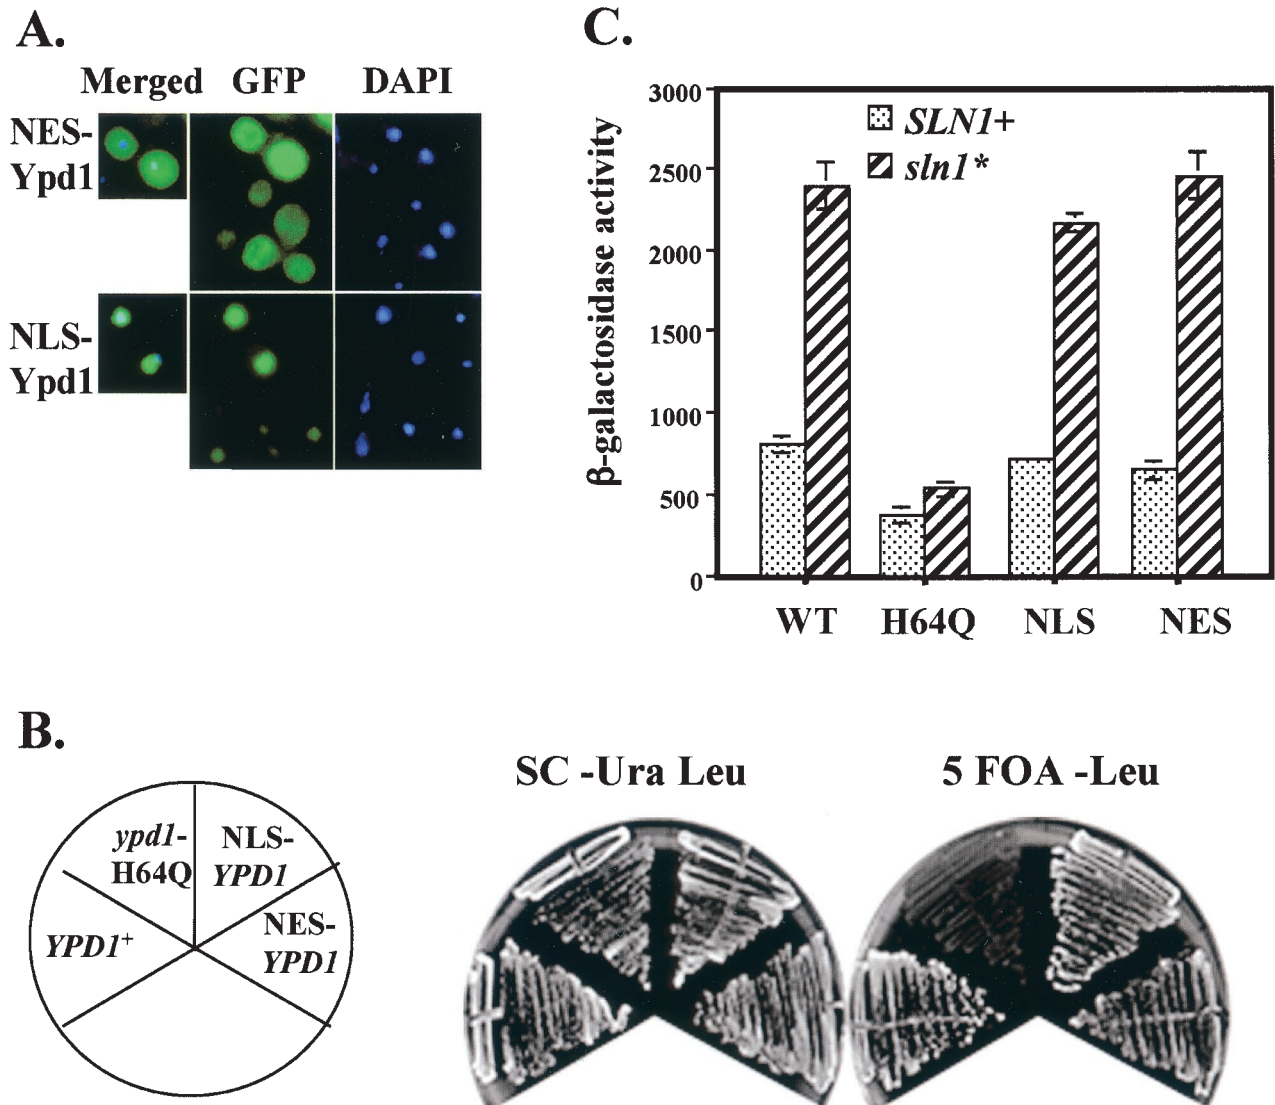 A.
Merged GFP DAPI
NES-
Ypd1
NLS-
Ypd1
C.
β-galactosidase activity
3000
2500
2000
1500
1000
500
0
SLN1+
sln1*
WT H64Q NLS NES
B.
ypd1-
H64Q
NLS-
YPD1
YPD1⁺
NES-
YPD1
SC -Ura Leu
5 FOA -Leu